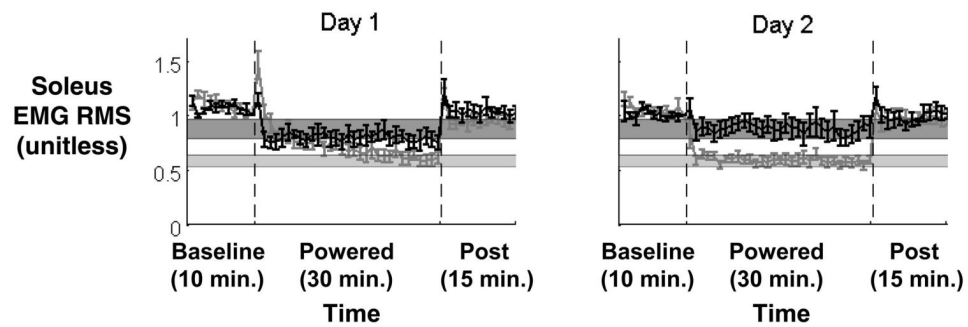 Day 1
Day 2
Soleus
EMG RMS
(unitless)
1.5
1
0.5
0
Baseline
(10 min.)
Powered
(30 min.)
Post
(15 min.)
Time
Baseline
(10 min.)
Powered
(30 min.)
Post
(15 min.)
Time